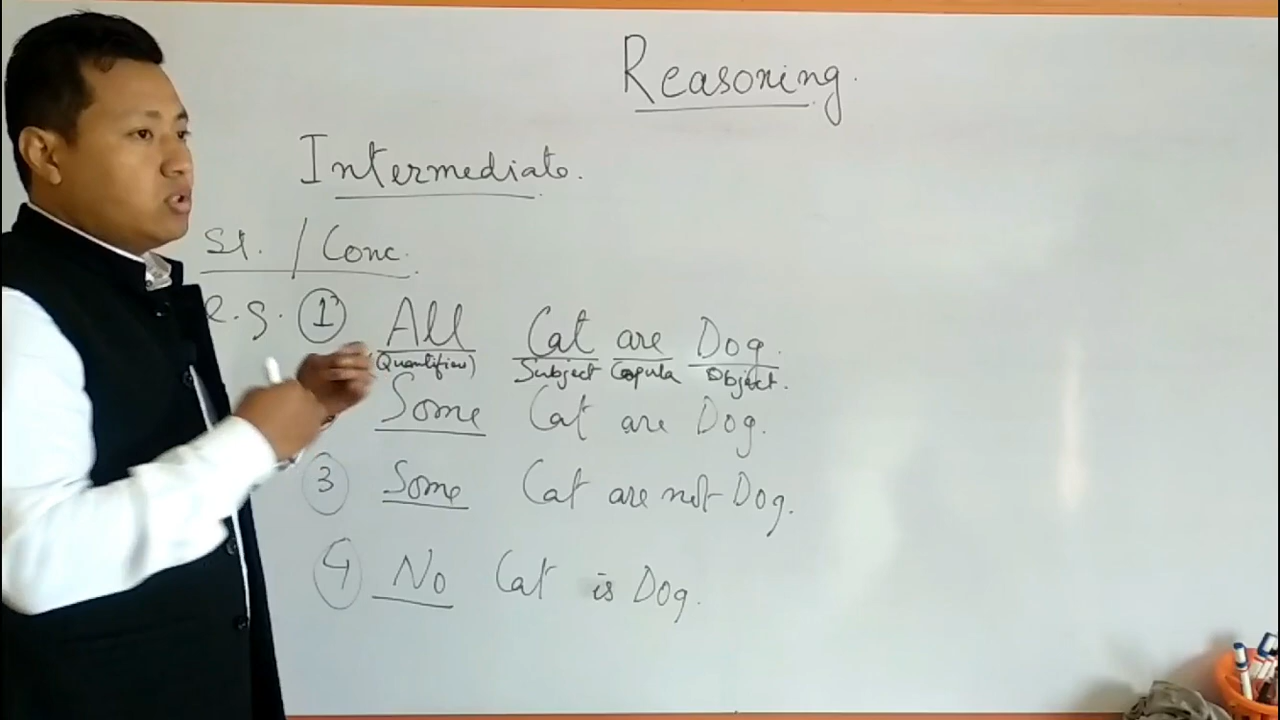 Reasoning.
Intermediate.
St. / Conc.
e.g. 1 All Cat are Dog.
(Quantifier) Subject Copula Object.
Some Cat are Dog.
3 Some Cat are not Dog.
4 No Cat is Dog.